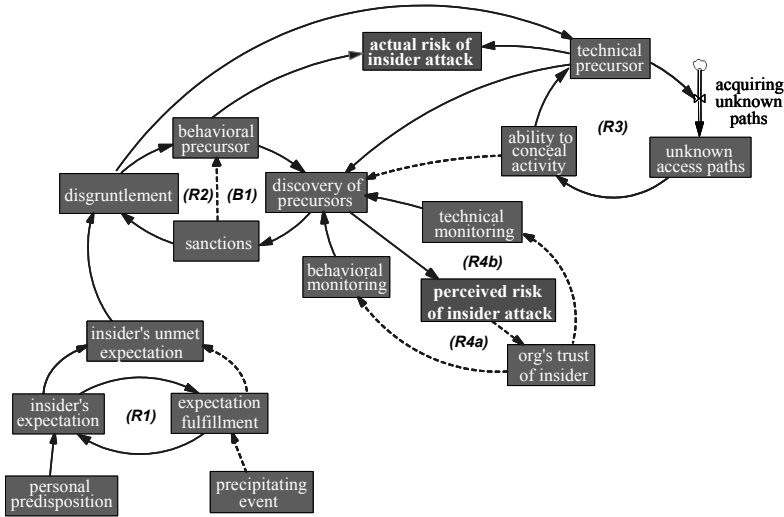 actual risk of
insider attack
technical
precursor
acquiring
unknown
paths
behavioral
precursor
(R3)
ability to
conceal
activity
unknown
access paths
disgruntlement
(R2)
(B1)
discovery of
precursors
technical
monitoring
sanctions
(R4b)
behavioral
monitoring
perceived risk
of insider attack
insider's unmet
expectation
(R4a)
org's trust
of insider
insider's
expectation
(R1)
expectation
fulfillment
personal
predisposition
precipitating
event